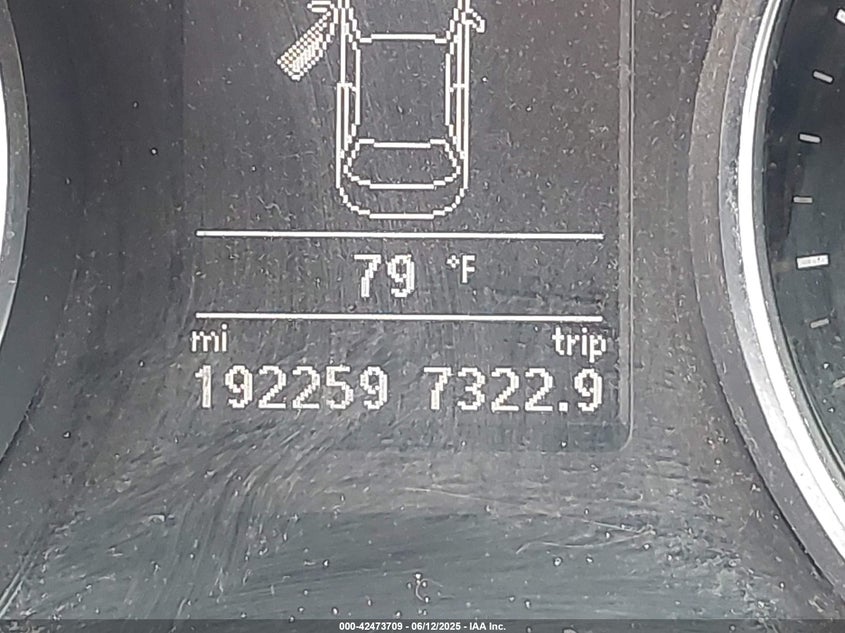 79 °F
mi trip
192259 7322.9
000-42473709 - 06/12/2025 - IAA Inc.